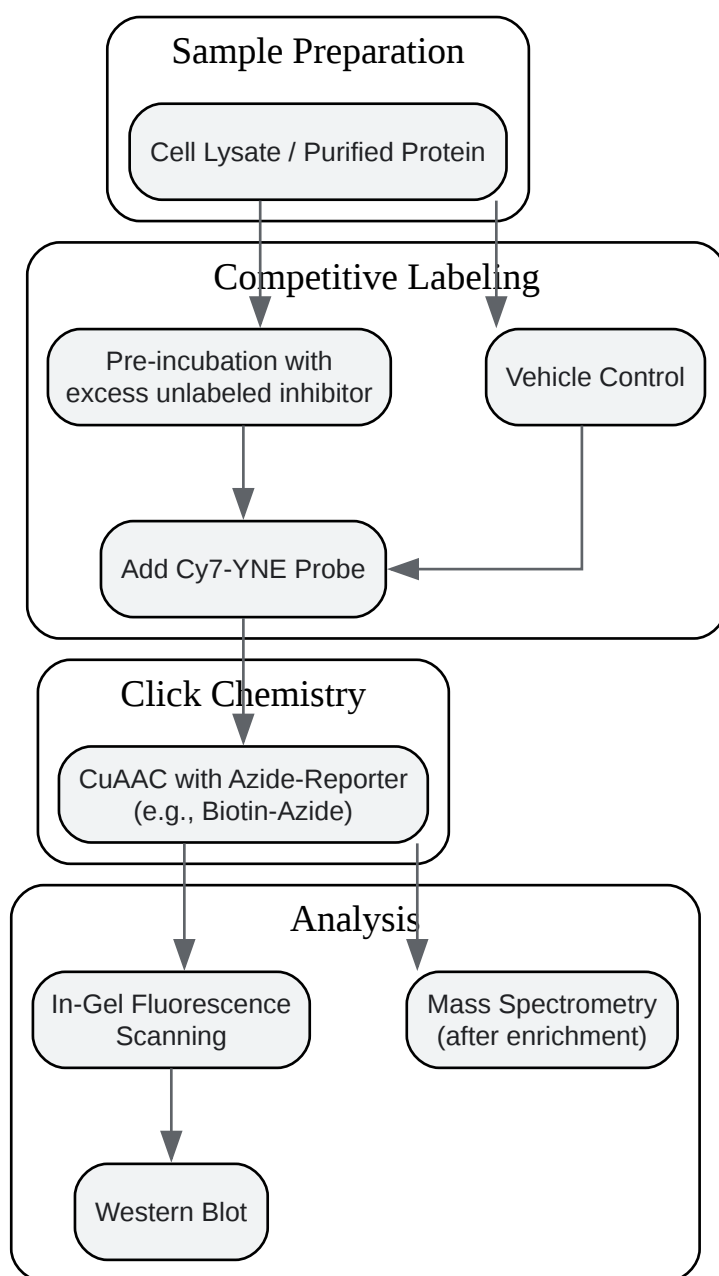 Sample Preparation
Cell Lysate / Purified Protein
Competitive Labeling
Pre-incubation with
excess unlabeled inhibitor
Vehicle Control
Add Cy7-YNE Probe
Click Chemistry
CuAAC with Azide-Reporter
(e.g., Biotin-Azide)
Analysis
In-Gel Fluorescence
Scanning
Mass Spectrometry
(after enrichment)
Western Blot